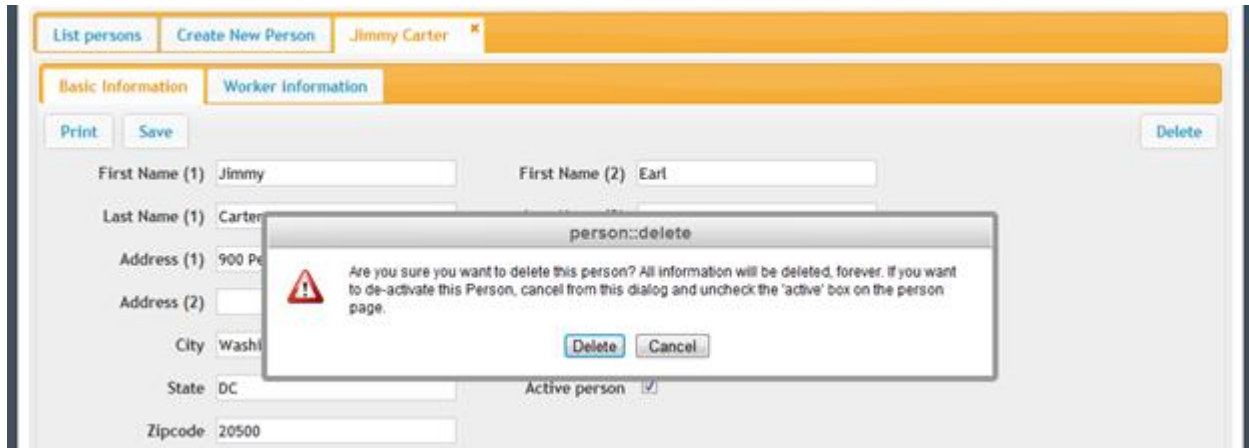 List persons Create New Person Jimmy Carter
Basic Information Worker information
Print Save Delete
First Name (1) Jimmy First Name (2) Earl
Last Name (1) Carter
person::delete
Address (1) 900
Are you sure you want to delete this person? All information will be deleted, forever. If you want
to de-activate this Person, cancel from this dialog and uncheck the 'active' box on the person
page.
Address (2)
City Washi
Delete Cancel
State DC Active person
Zipcode 20500